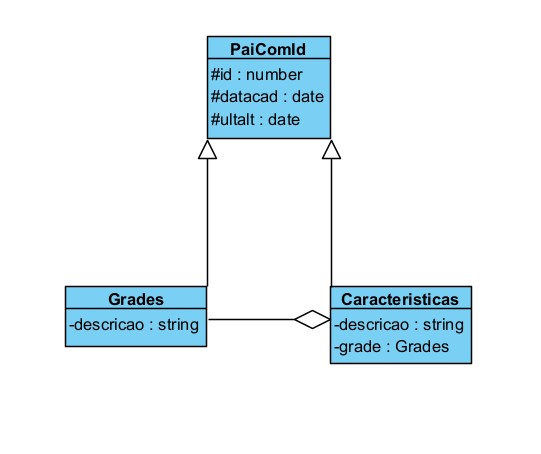 PaiComId
#id : number
#datacad : date
#ultalt : date
Grades
-descricao : string
Caracteristicas
-descricao : string
-grade : Grades